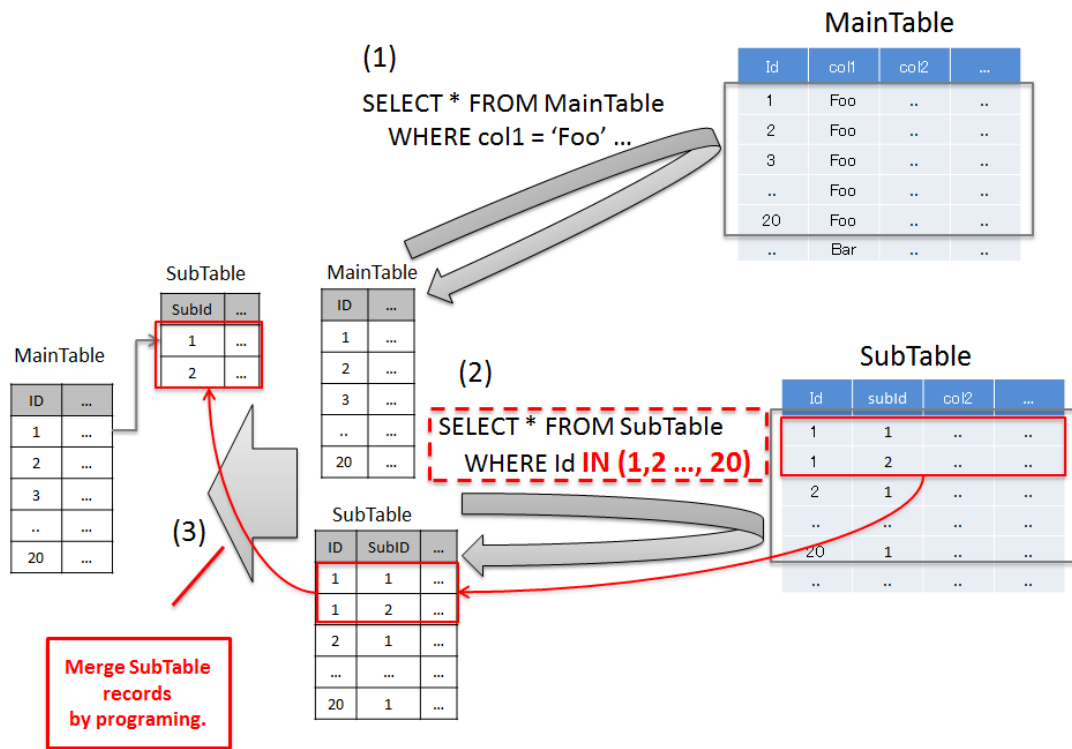 MainTable
Id col1 col2 ...
1 Foo .. ..
2 Foo .. ..
3 Foo .. ..
.. Foo .. ..
20 Foo .. ..
.. Bar .. ..
(1)
SELECT * FROM MainTable
WHERE col1 = ‘Foo’ ...
MainTable
ID ...
1 ...
2 ...
3 ...
.. ...
20 ...
SubTable
SubId ...
1 ...
2 ...
MainTable
ID ...
1 ...
2 ...
3 ...
.. ...
20 ...
(2)
SELECT * FROM SubTable
WHERE Id IN (1,2 ..., 20)
SubTable
Id subId col2 ...
1 1 .. ..
1 2 .. ..
2 1 .. ..
.. .. .. ..
20 1 .. ..
.. .. .. ..
SubTable
ID SubID ...
1 1 ...
1 2 ...
2 1 ...
... ... ...
20 1 ...
(3)
Merge SubTable
records
by programing.